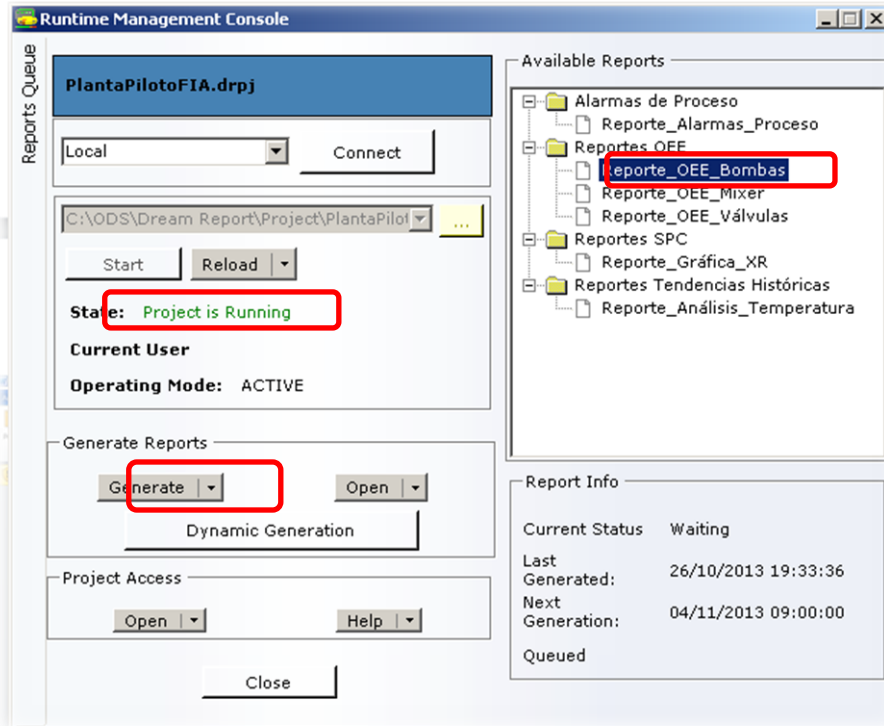 Runtime Management Console
Reports Queue
PlantaPilotoFIA.drpj
Local
Connect
C:\ODS\Dream Report\Project\PlantaPilot
...
Start
Reload
State: Project is Running
Current User
Operating Mode: ACTIVE
Generate Reports
Generate
Open
Dynamic Generation
Project Access
Open
Help
Close
Available Reports
Alarmas de Proceso
Reporte_Alarmas_Proceso
Reportes OEE
Reporte_OEE_Bombas
Reporte_OEE_Mixer
Reporte_OEE_Válvulas
Reportes SPC
Reporte_Gráfica_XR
Reportes Tendencias Históricas
Reporte_Análisis_Temperatura
Report Info
Current Status Waiting
Last
Generated: 26/10/2013 19:33:36
Next
Generation: 04/11/2013 09:00:00
Queued